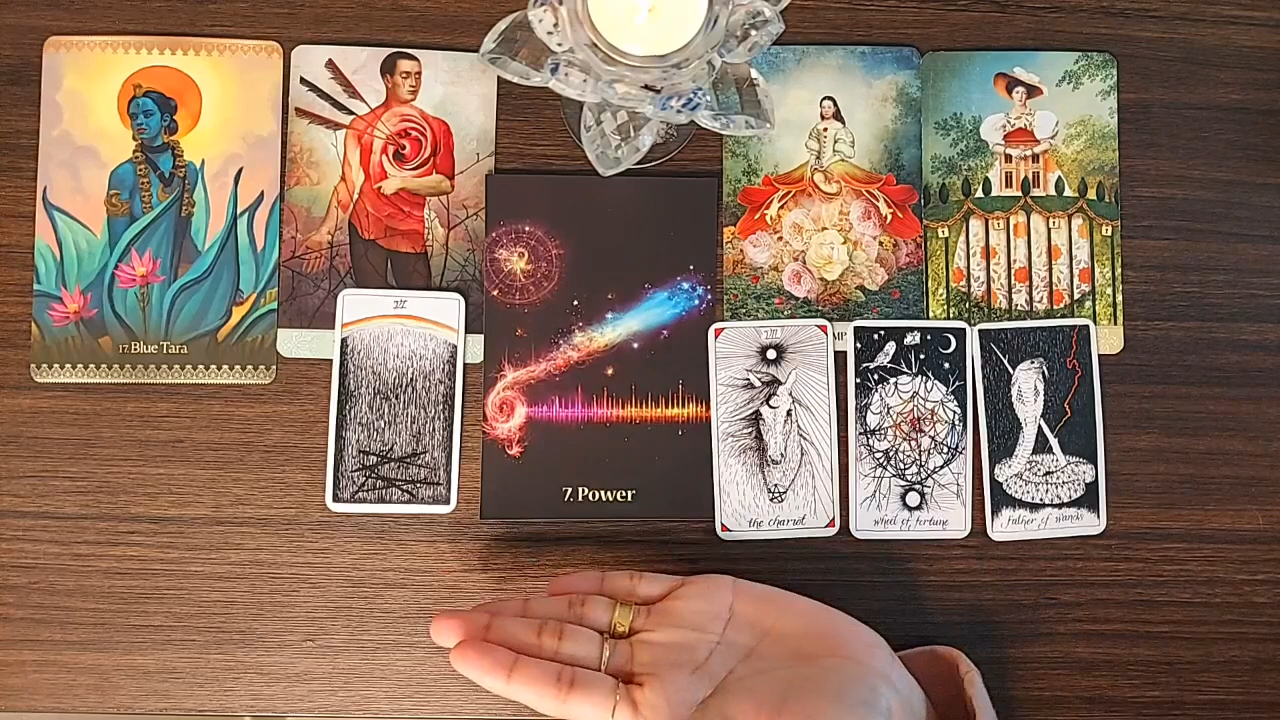 17. Blue Tara
VI
7. Power
VII
the chariot
wheel of fortune
father of wands